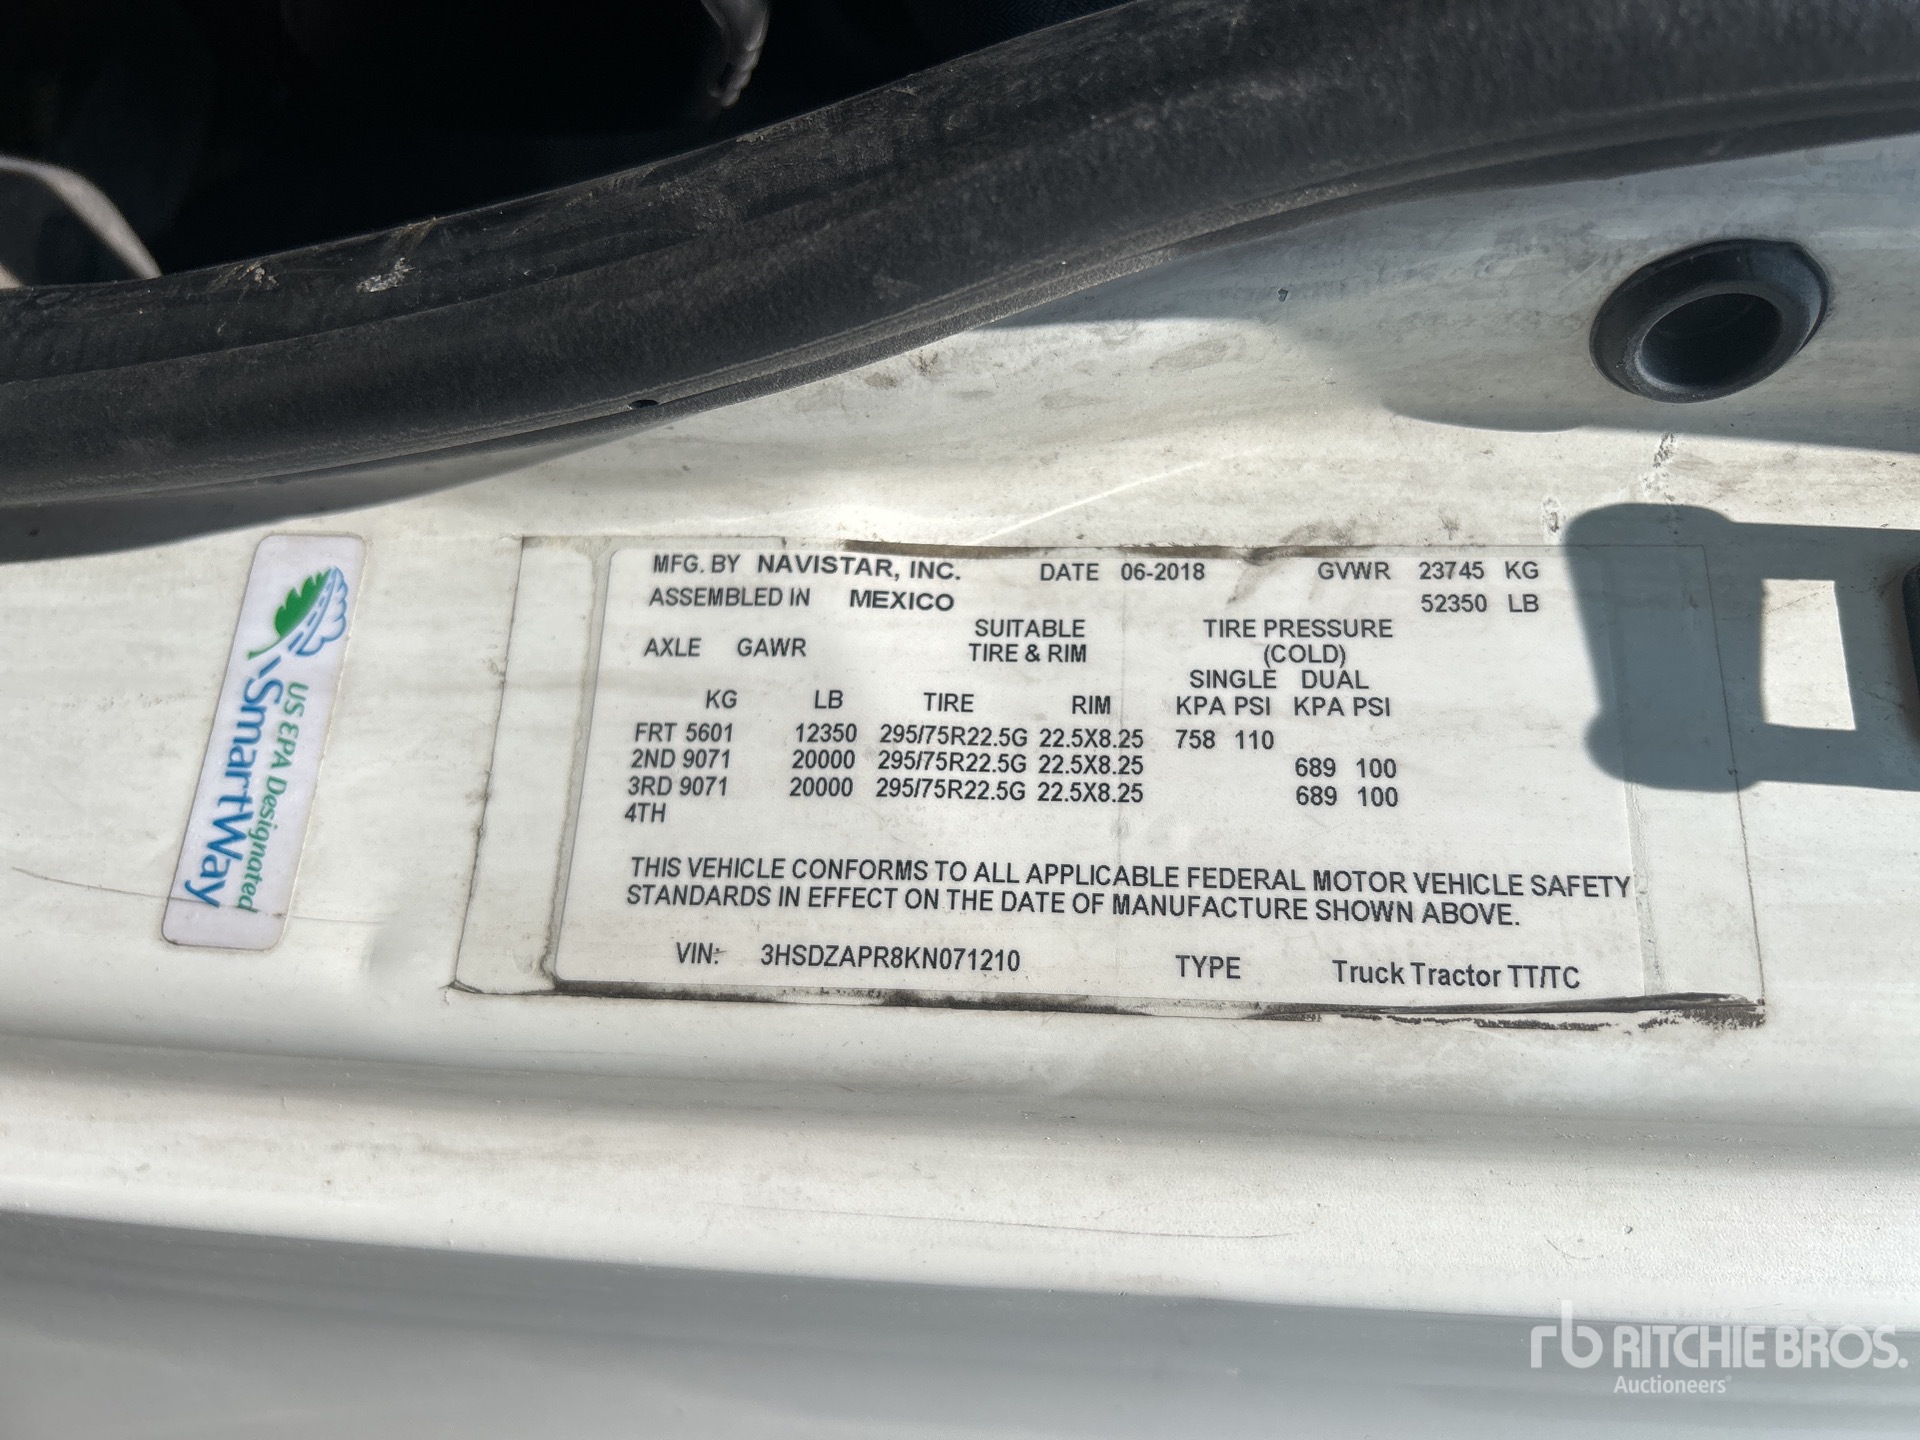 US EPA Designated
SmartWay
MFG. BY NAVISTAR, INC. DATE 06-2018 GVWR 23745 KG
ASSEMBLED IN MEXICO 52350 LB
SUITABLE TIRE PRESSURE
AXLE GAWR TIRE & RIM (COLD)
SINGLE DUAL
KG LB TIRE RIM KPA PSI KPA PSI
FRT 5601 12350 295/75R22.5G 22.5X8.25 758 110
2ND 9071 20000 295/75R22.5G 22.5X8.25 689 100
3RD 9071 20000 295/75R22.5G 22.5X8.25 689 100
4TH
THIS VEHICLE CONFORMS TO ALL APPLICABLE FEDERAL MOTOR VEHICLE SAFETY
STANDARDS IN EFFECT ON THE DATE OF MANUFACTURE SHOWN ABOVE.
VIN: 3HSDZAPR8KN071210 TYPE Truck Tractor TT/TC
rb RITCHIE BROS.
Auctioneers